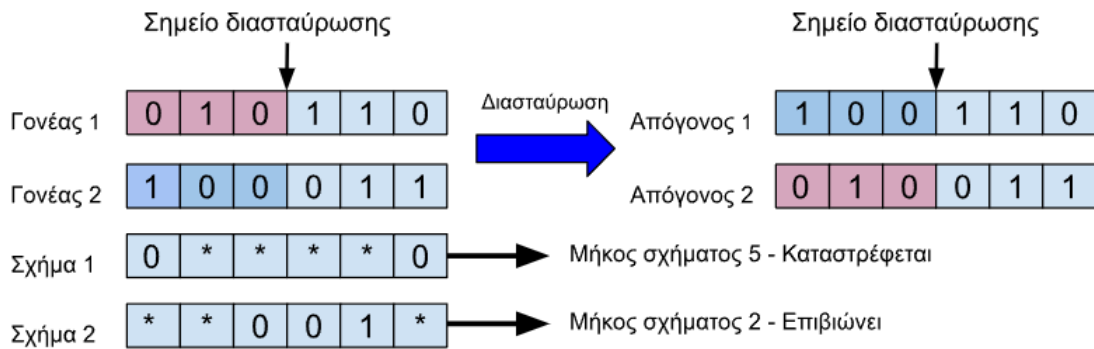 Σημείο διασταύρωσης Σημείο διασταύρωσης
Γονέας 1 0 1 0 1 1 0 Διασταύρωση Απόγονος 1 1 0 0 1 1 0
Γονέας 2 1 0 0 0 1 1 Απόγονος 2 0 1 0 0 1 1
Σχήμα 1 0 * * * * 0 Μήκος σχήματος 5 - Καταστρέφεται
Σχήμα 2 * * 0 0 1 * Μήκος σχήματος 2 - Επιβιώνει